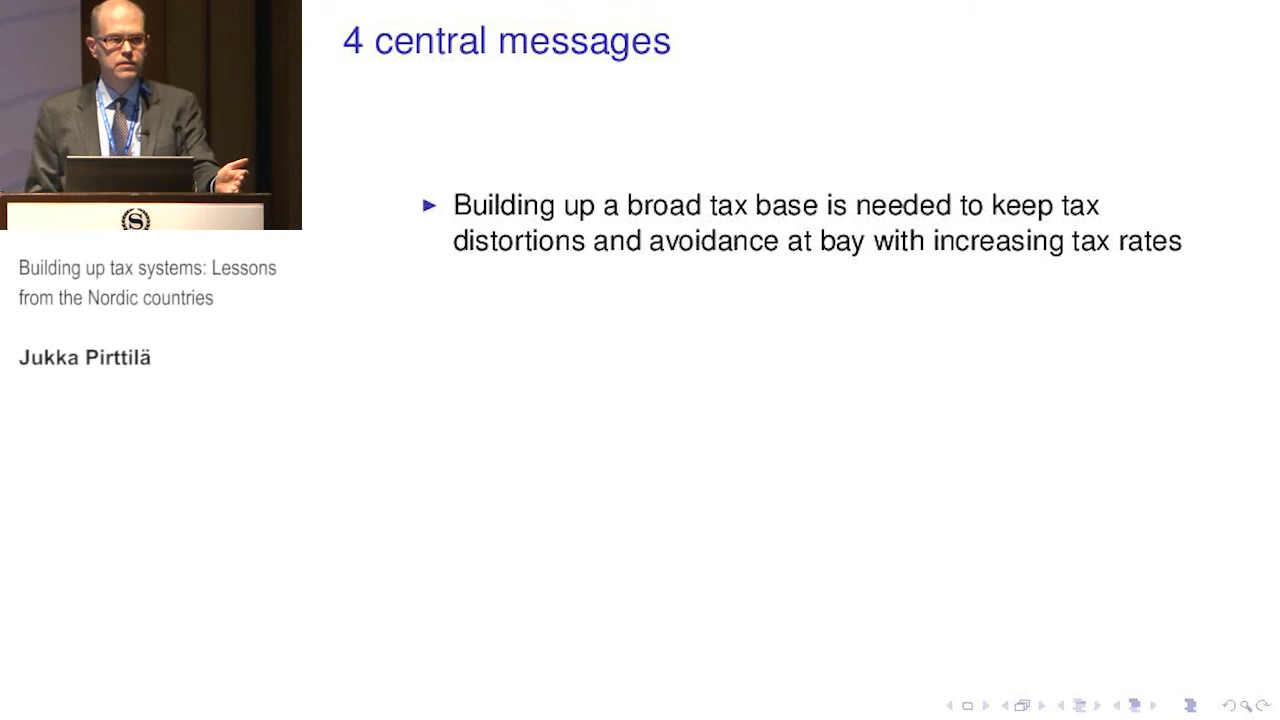 4 central messages
Building up a broad tax base is needed to keep tax
distortions and avoidance at bay with increasing tax rates
S
Building up tax systems: Lessons
from the Nordic countries
Jukka Pirttilä